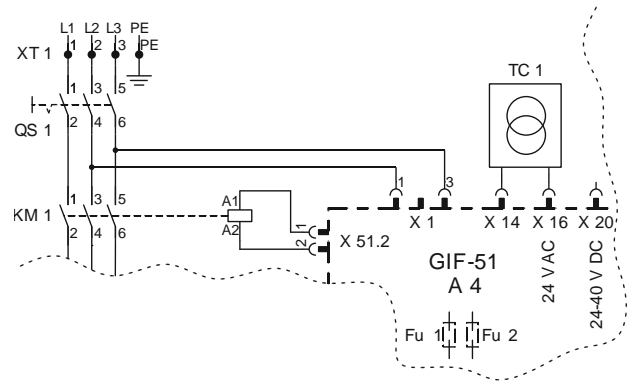 L1 L2 L3 PE
XT 1 1 2 3 PE
TC 1
1 3 5
QS 1 2 4 6
1 3
KM 1 1 3 5 A1
2 4 6 A2
1
2
X 51.2
X 1 X 14 X 16 X 20
GIF-51
A 4
24 V AC
24-40 V DC
Fu 1 Fu 2